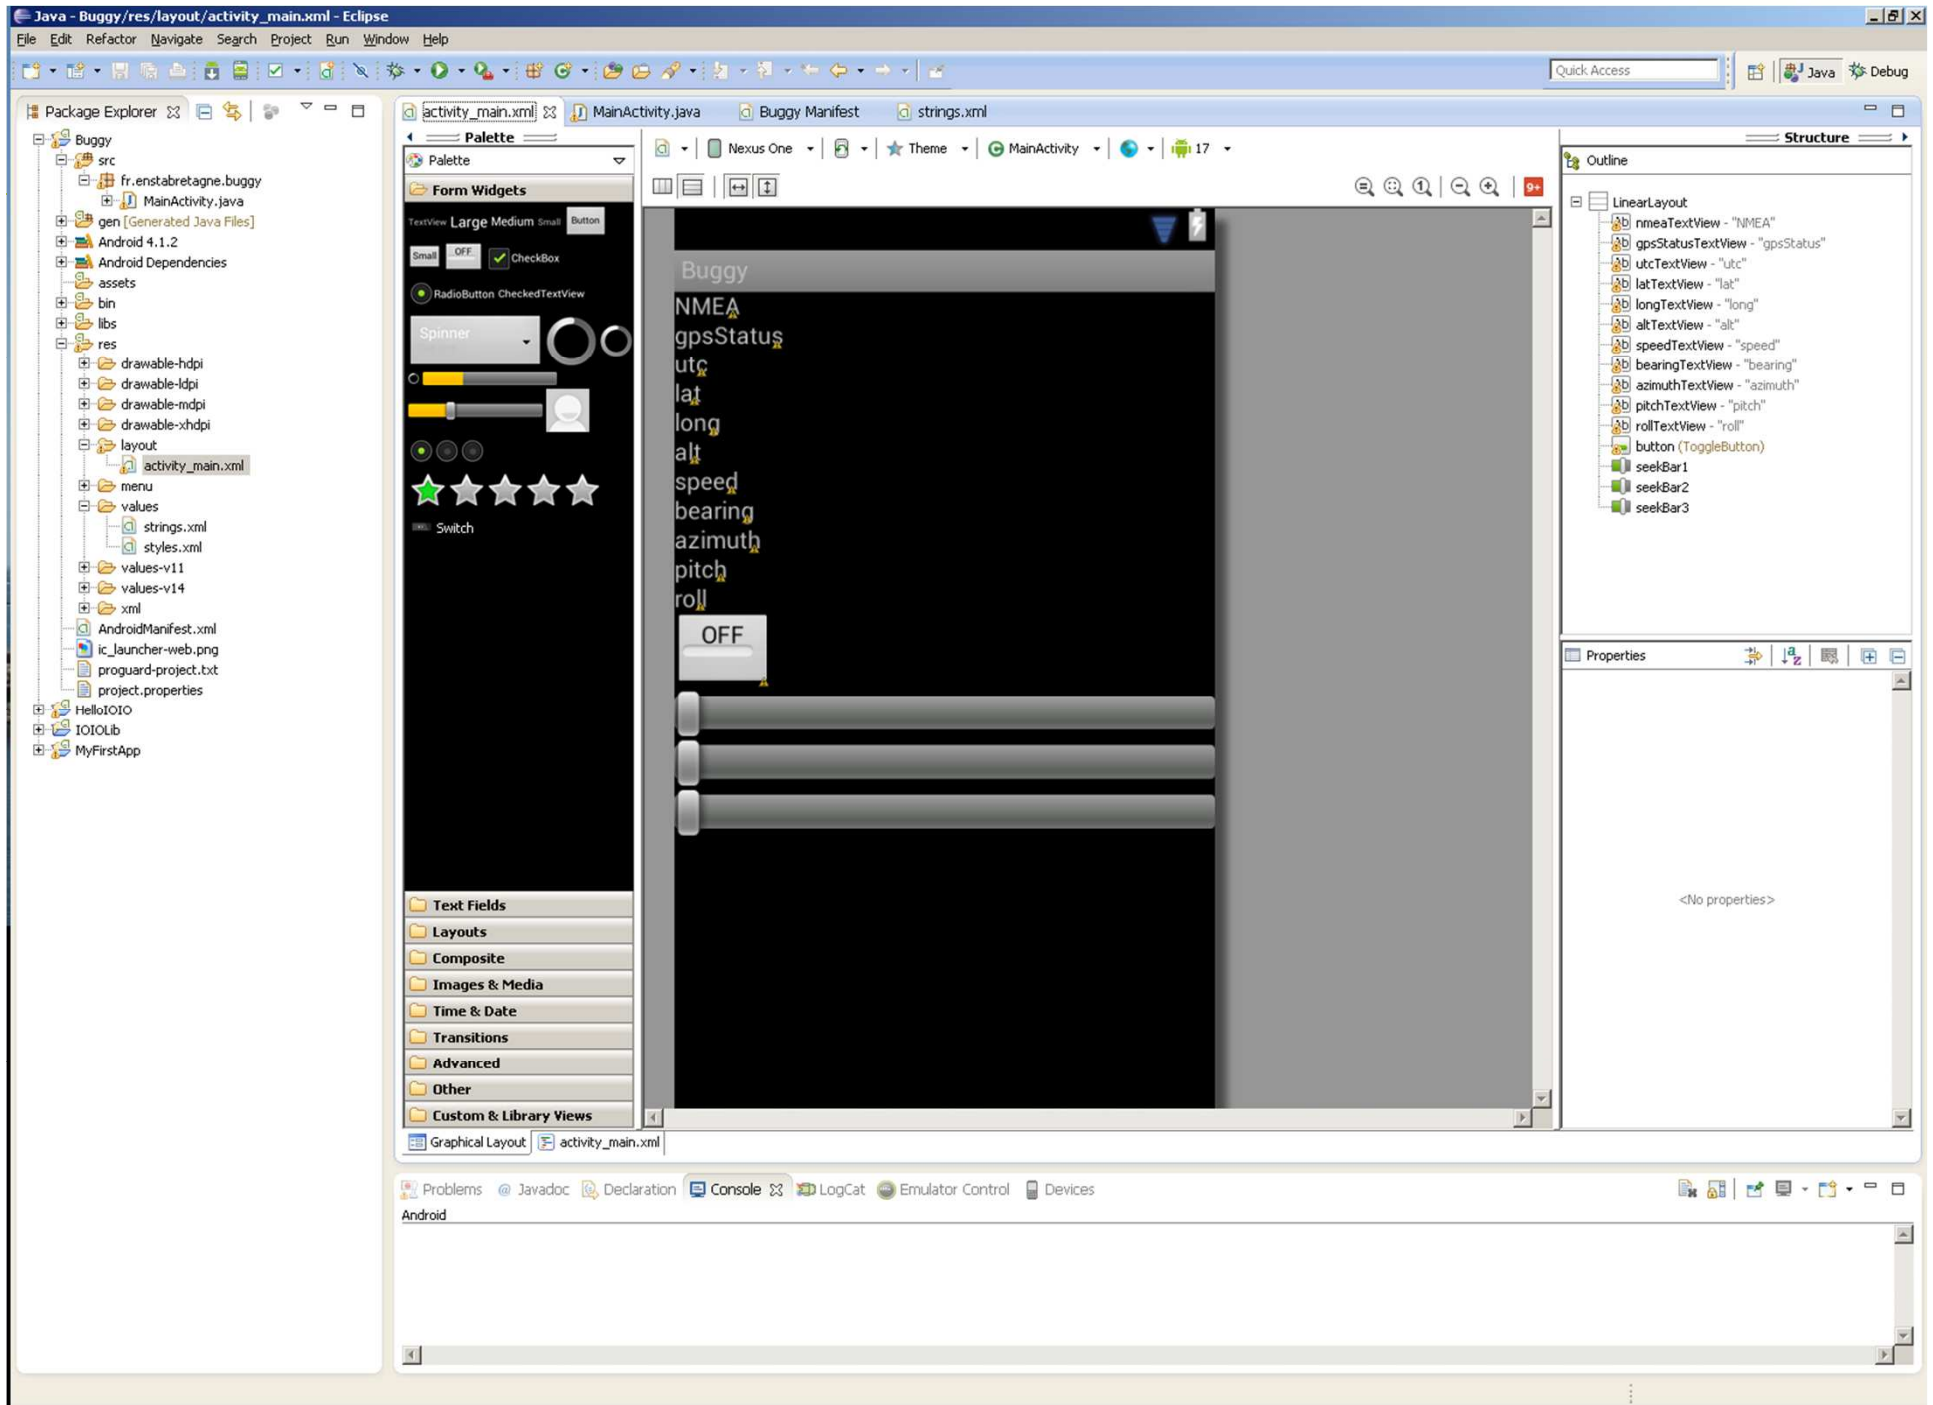 Java - Buggy/res/layout/activity_main.xml - Eclipse
File Edit Refactor Navigate Search Project Run Window Help
Quick Access
Java
Debug
Package Explorer
Buggy
src
fr.enstabretagne.buggy
MainActivity.java
gen [Generated Java Files]
Android 4.1.2
Android Dependencies
assets
bin
libs
res
drawable-hdpi
drawable-ldpi
drawable-mdpi
drawable-xhdpi
layout
activity_main.xml
menu
values
strings.xml
styles.xml
values-v11
values-v14
xml
AndroidManifest.xml
ic_launcher-web.png
proguard-project.txt
project.properties
HelloIOIO
IOIOLib
MyFirstApp
activity_main.xml
MainActivity.java
Buggy Manifest
strings.xml
Palette
Palette
Form Widgets
TextView Large Medium Small Button
Small OFF CheckBox
RadioButton CheckedTextView
Spinner
Switch
Text Fields
Layouts
Composite
Images & Media
Time & Date
Transitions
Advanced
Other
Custom & Library Views
Graphical Layout
activity_main.xml
Nexus One
Theme
MainActivity
17
9+
Buggy
NMEA
gpsStatus
utc
lat
long
alt
speed
bearing
azimuth
pitch
roll
OFF
Structure
Outline
LinearLayout
nmeaTextView - "NMEA"
gpsStatusTextView - "gpsStatus"
utcTextView - "utc"
latTextView - "lat"
longTextView - "long"
altTextView - "alt"
speedTextView - "speed"
bearingTextView - "bearing"
azimuthTextView - "azimuth"
pitchTextView - "pitch"
rollTextView - "roll"
button (ToggleButton)
seekBar1
seekBar2
seekBar3
Properties
<No properties>
Problems
@ Javadoc
Declaration
Console
LogCat
Emulator Control
Devices
Android